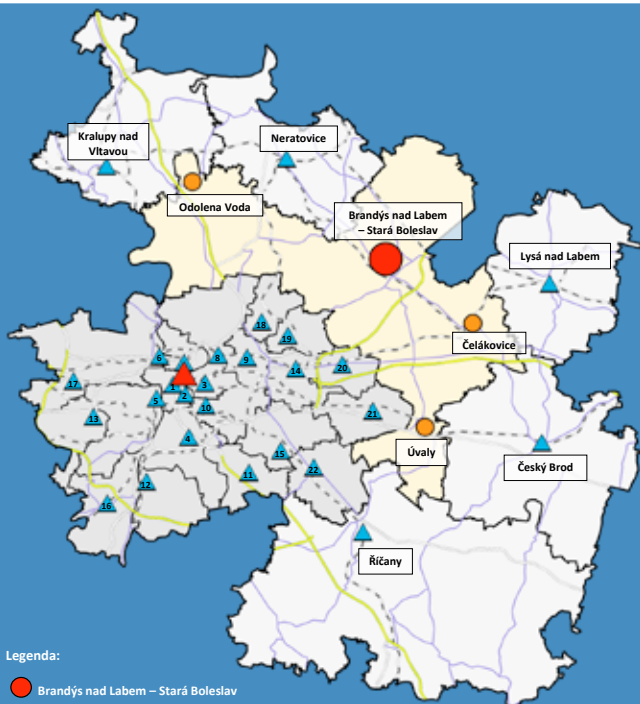 Kralupy nad
Vltavou
Neratovice
Odolena Voda
Brandýs nad Labem
– Stará Boleslav
Lysá nad Labem
Čelákovice
18
19
6
8
9
14
20
17
1
3
5
2
10
21
13
4
Úvaly
Český Brod
15
22
11
12
16
Říčany
Legenda:
Brandýs nad Labem – Stará Boleslav